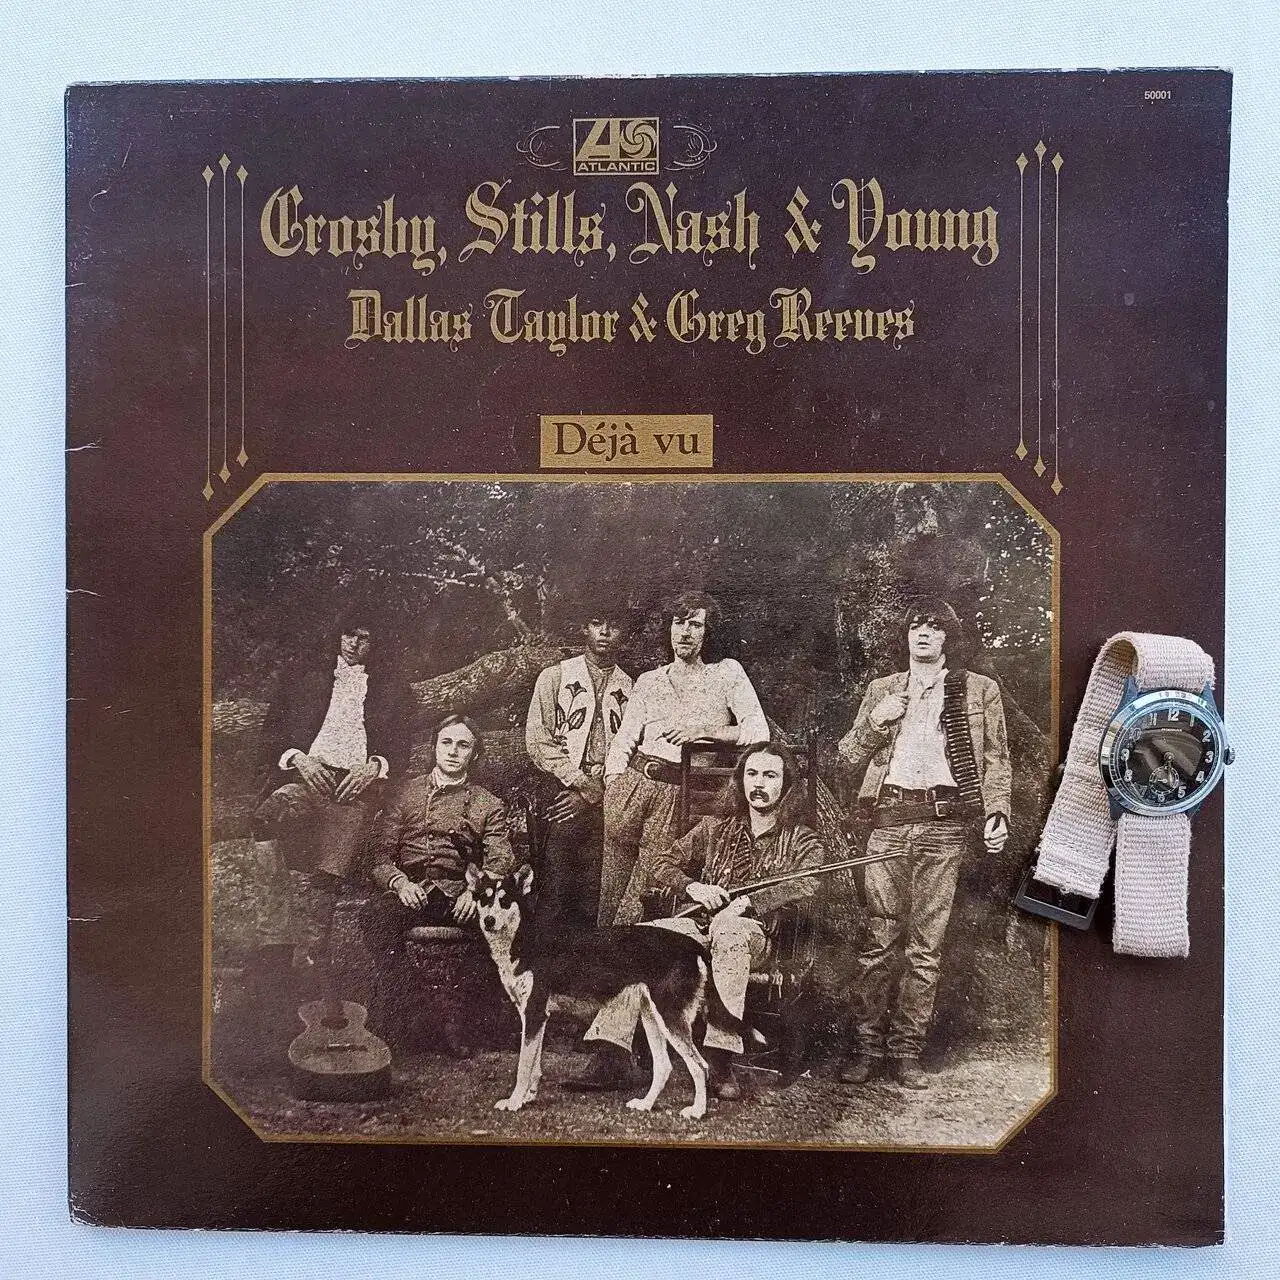 50001
ATLANTIC
Crosby, Stills, Nash & Young
Dallas Taylor & Greg Reeves
Déjà vu